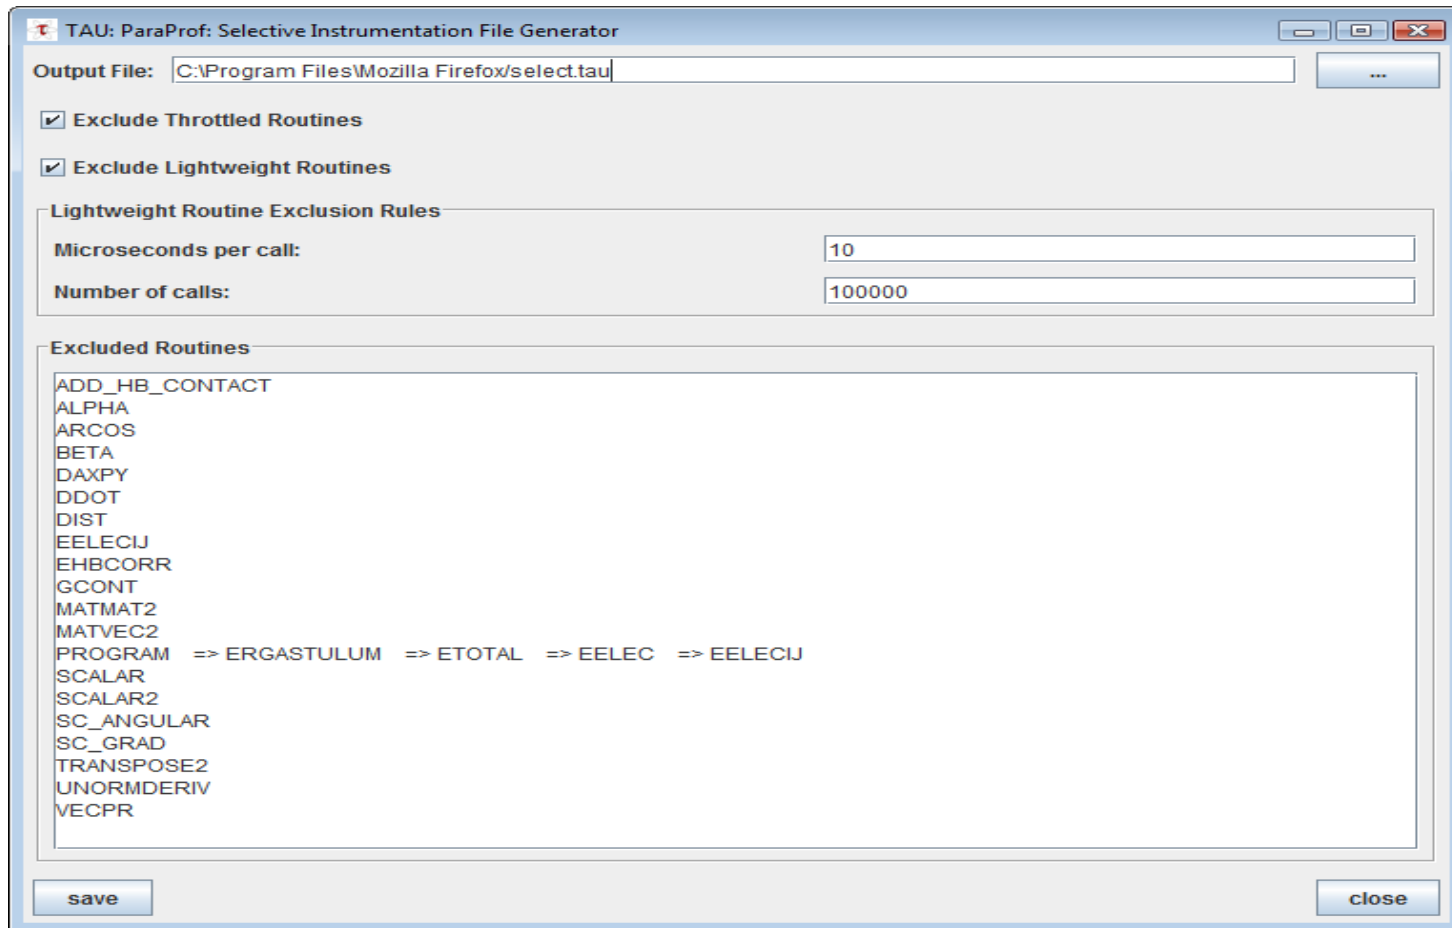 TAU: ParaProf: Selective Instrumentation File Generator
Output File: C:\Program Files\Mozilla Firefox/select.tau ...
Exclude Throttled Routines
Exclude Lightweight Routines
Lightweight Routine Exclusion Rules
Microseconds per call: 10
Number of calls: 100000
Excluded Routines
ADD_HB_CONTACT
ALPHA
ARCOS
BETA
DAXPY
DDOT
DIST
EELECIJ
EHBCORR
GCONT
MATMAT2
MATVEC2
PROGRAM => ERGASTULUM => ETOTAL => EELEC => EELECIJ
SCALAR
SCALAR2
SC_ANGULAR
SC_GRAD
TRANSPOSE2
UNORMDERIV
VECPR
save close